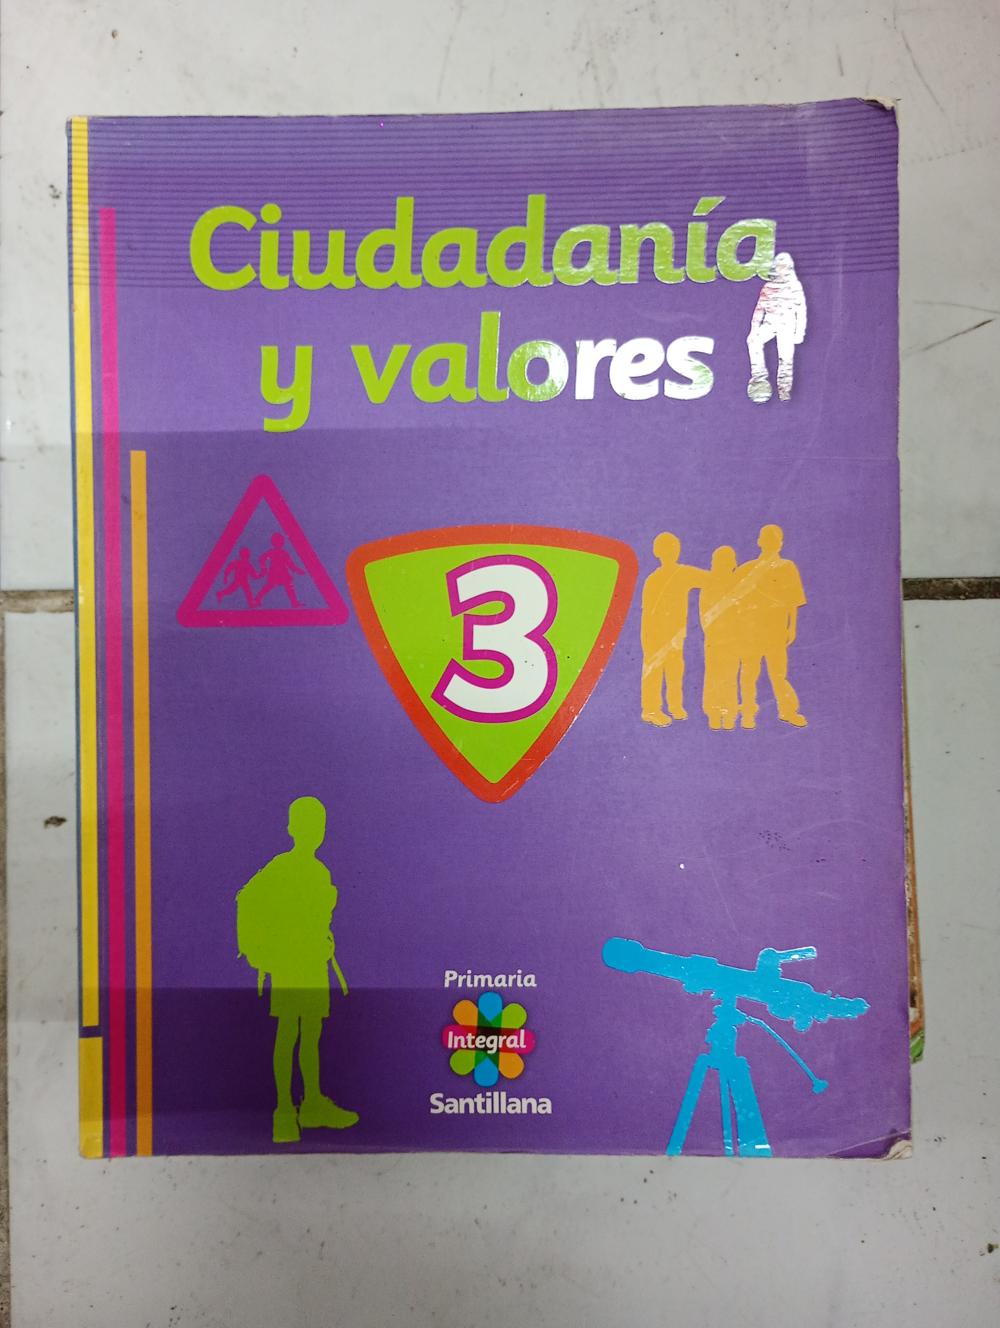 Ciudadanía
y valores
3
Primaria
Integral
Santillana